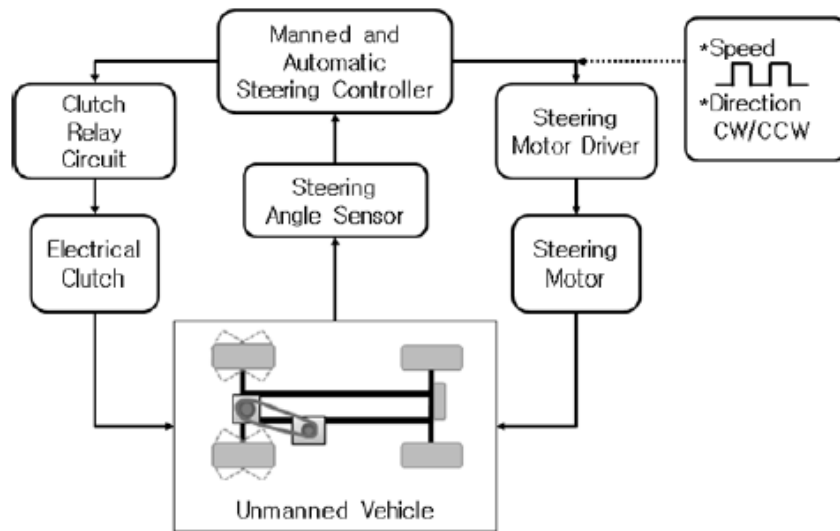 Manned and
Automatic
Steering Controller
*Speed
*Direction
CW/CCW
Clutch
Relay
Circuit
Steering
Motor Driver
Steering
Angle Sensor
Electrical
Clutch
Steering
Motor
Unmanned Vehicle